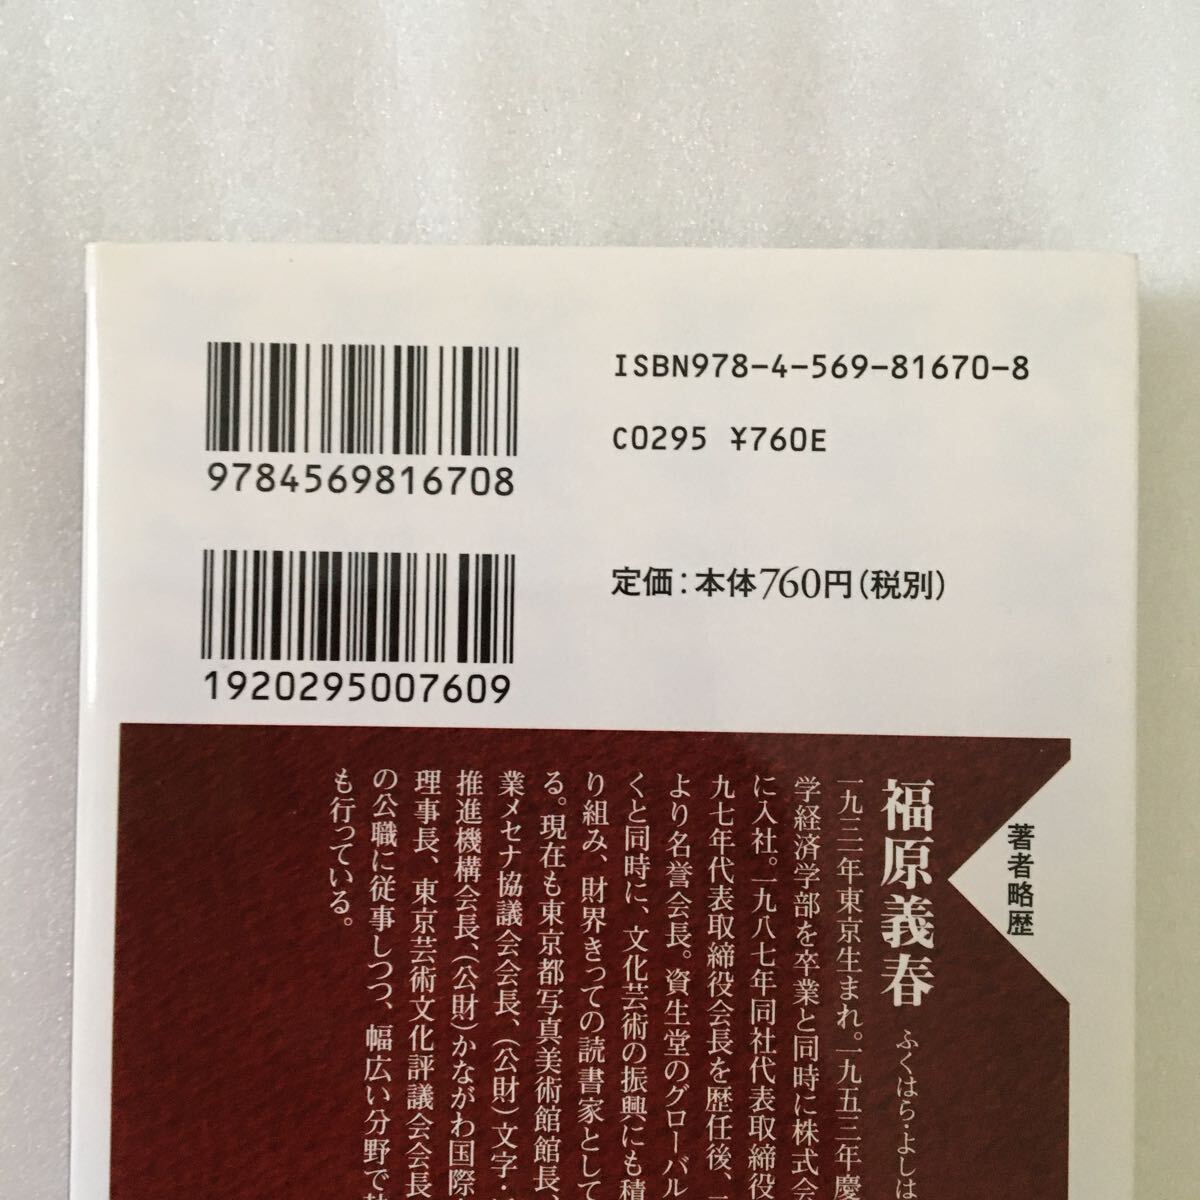 9784569816708
ISBN978-4-569-81670-8
C0295 ¥760E
1920295007609
定価:本体760円(税別)
著者略歴
福原義春 ふくはら・よしは
一九三一年東京生まれ。一九五三年慶
学経済学部を卒業と同時に株式会
に入社。一九八七年同社代表取締役
九七年代表取締役会長を歴任後、二
より名誉会長。資生堂のグローバル
くと同時に、文化芸術の振興にも積
り組み、財界きっての読書家として
る。現在も東京都写真美術館館長、
業メセナ協議会会長、(公財)文字・
推進機構会長、(公財)かながわ国際
理事長、東京芸術文化評議会会長
の公職に従事しつつ、幅広い分野で
も行っている。